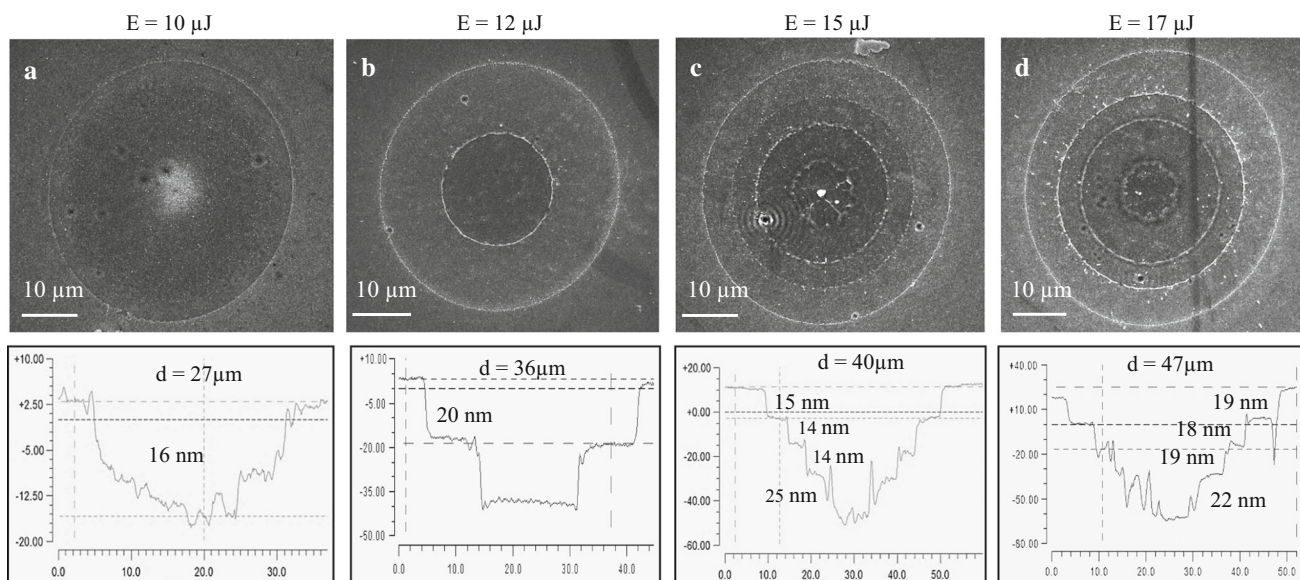 E = 10 µJ
E = 12 µJ
E = 15 µJ
E = 17 µJ
a
b
c
d
10 µm
10 µm
10 µm
10 µm
+10.00
+2.50
-5.00
-12.50
-20.00
d = 27µm
16 nm
0.0 10.0 20.0 30.0
+10.00
-5.00
-20.00
-35.00
-50.00
d = 36µm
20 nm
0.0 10.0 20.0 30.0 40.0
+20.00
+0.00
-20.00
-40.00
-60.00
d = 40µm
15 nm
14 nm
14 nm
25 nm
0.0 10.0 20.0 30.0 40.0 50.0
+40.00
+10.00
-20.00
-50.00
-80.00
d = 47µm
19 nm
18 nm
19 nm
22 nm
0.0 10.0 20.0 30.0 40.0 50.0